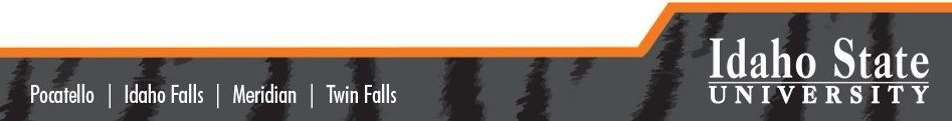 Pocatello | Idaho Falls | Meridian | Twin Falls
Idaho State
UNIVERSITY